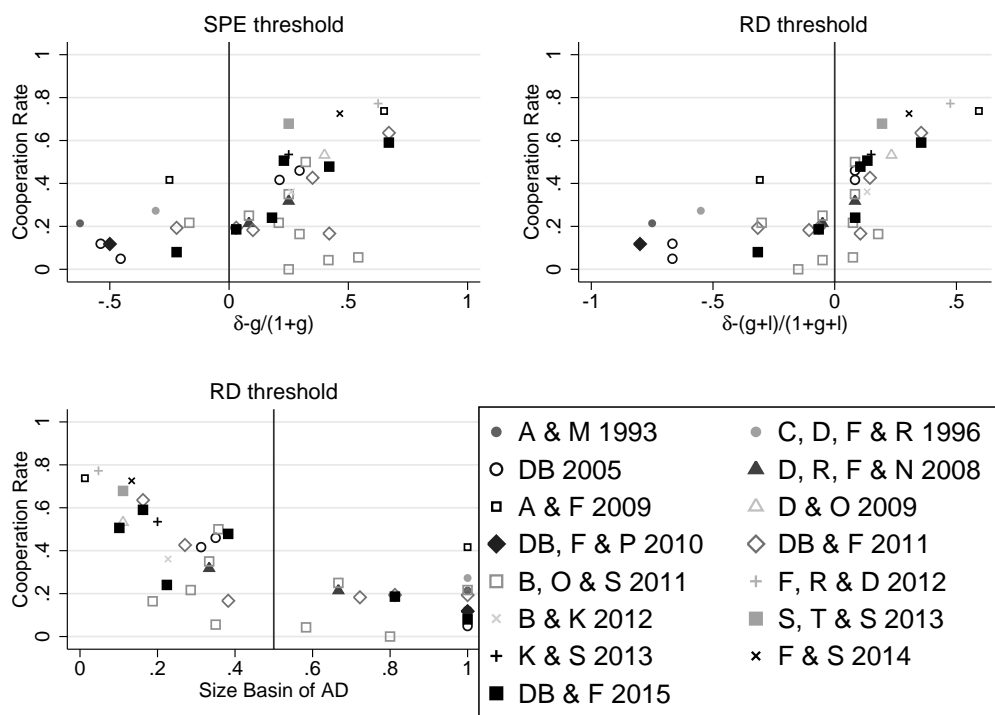 SPE threshold
Cooperation Rate
1
.8
.6
.4
.2
0
-.5
0
.5
1
δ-g/(1+g)
RD threshold
Cooperation Rate
1
.8
.6
.4
.2
0
-1
-.5
0
.5
δ-(g+l)/(1+g+l)
RD threshold
Cooperation Rate
1
.8
.6
.4
.2
0
0
.2
.4
.6
.8
1
Size Basin of AD
A & M 1993
C, D, F & R 1996
DB 2005
D, R, F & N 2008
A & F 2009
D & O 2009
DB, F & P 2010
DB & F 2011
B, O & S 2011
F, R & D 2012
B & K 2012
S, T & S 2013
K & S 2013
F & S 2014
DB & F 2015